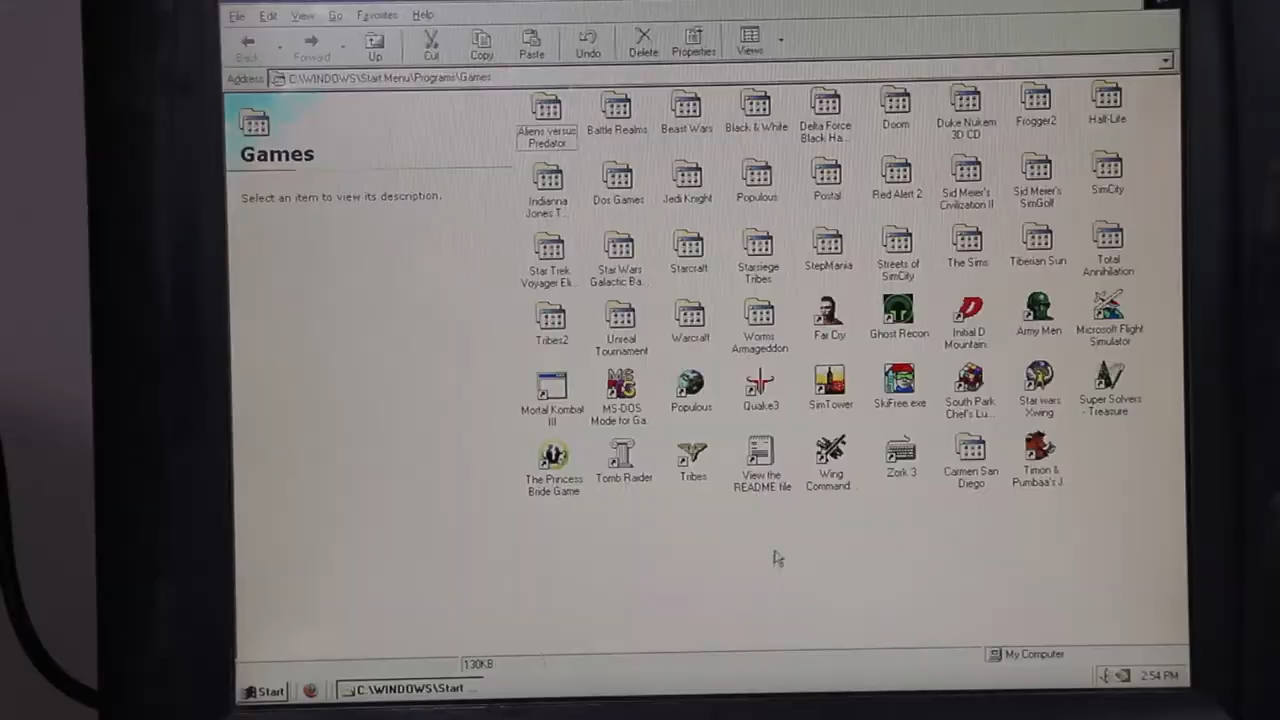 File Edit View Go Favorites Help
Back Forward Up Cut Copy Paste Undo Delete Properties Views
Address C:\WINDOWS\Start Menu\Programs\Games
Games
Select an item to view its description.
Aliens versus Predator
Battle Realms
Beast Wars
Black & White
Delta Force Black Ha...
Doom
Duke Nukem 3D CD
Frogger2
Half-Life
Indianna Jones T...
Dos Games
Jedi Knight
Populous
Postal
Red Alert 2
Sid Meier's Civilization II
Sid Meier's SimGolf
SimCity
Star Trek Voyager Eli...
Star Wars Galactic Ba...
Starcraft
Starsiege Tribes
StepMania
Streets of SimCity
The Sims
Tiberian Sun
Total Annihilation
Tribes2
Unreal Tournament
Warcraft
Worms Armageddon
Far Cry
Ghost Recon
Initial D Mountain...
Army Men
Microsoft Flight Simulator
Mortal Kombat III
MS-DOS Mode for Ga...
Populous
Quake3
SimTower
SkiFree.exe
South Park Chef's Lu...
Star wars Xwing
Super Solvers - Treasure
The Princess Bride Game
Tomb Raider
Tribes
View the README file
Wing Command...
Zork 3
Carmen San Diego
Timon & Pumbaa's J...
130KB
My Computer
Start
C:\WINDOWS\Start ...
2:54 PM